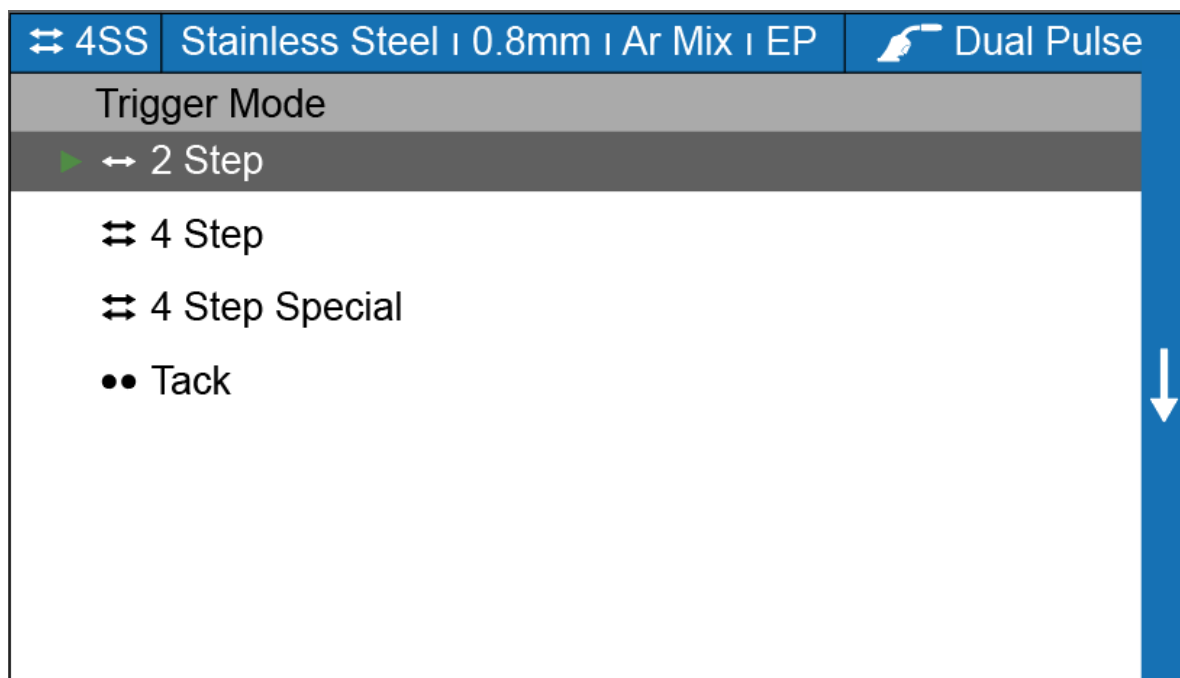 4SS Stainless Steel ı 0.8mm ı Ar Mix ı EP Dual Pulse
Trigger Mode
2 Step
4 Step
4 Step Special
Tack